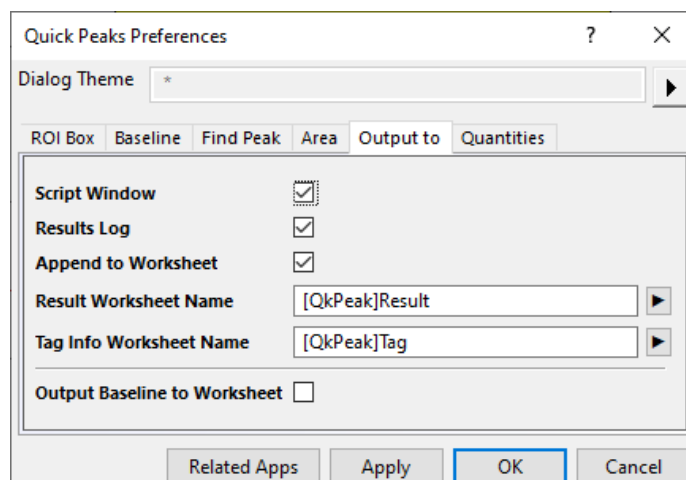 Quick Peaks Preferences ?
Dialog Theme *
ROI Box Baseline Find Peak Area Output to Quantities
Script Window
Results Log
Append to Worksheet
Result Worksheet Name [QkPeak]Result
Tag Info Worksheet Name [QkPeak]Tag
Output Baseline to Worksheet
Related Apps Apply OK Cancel